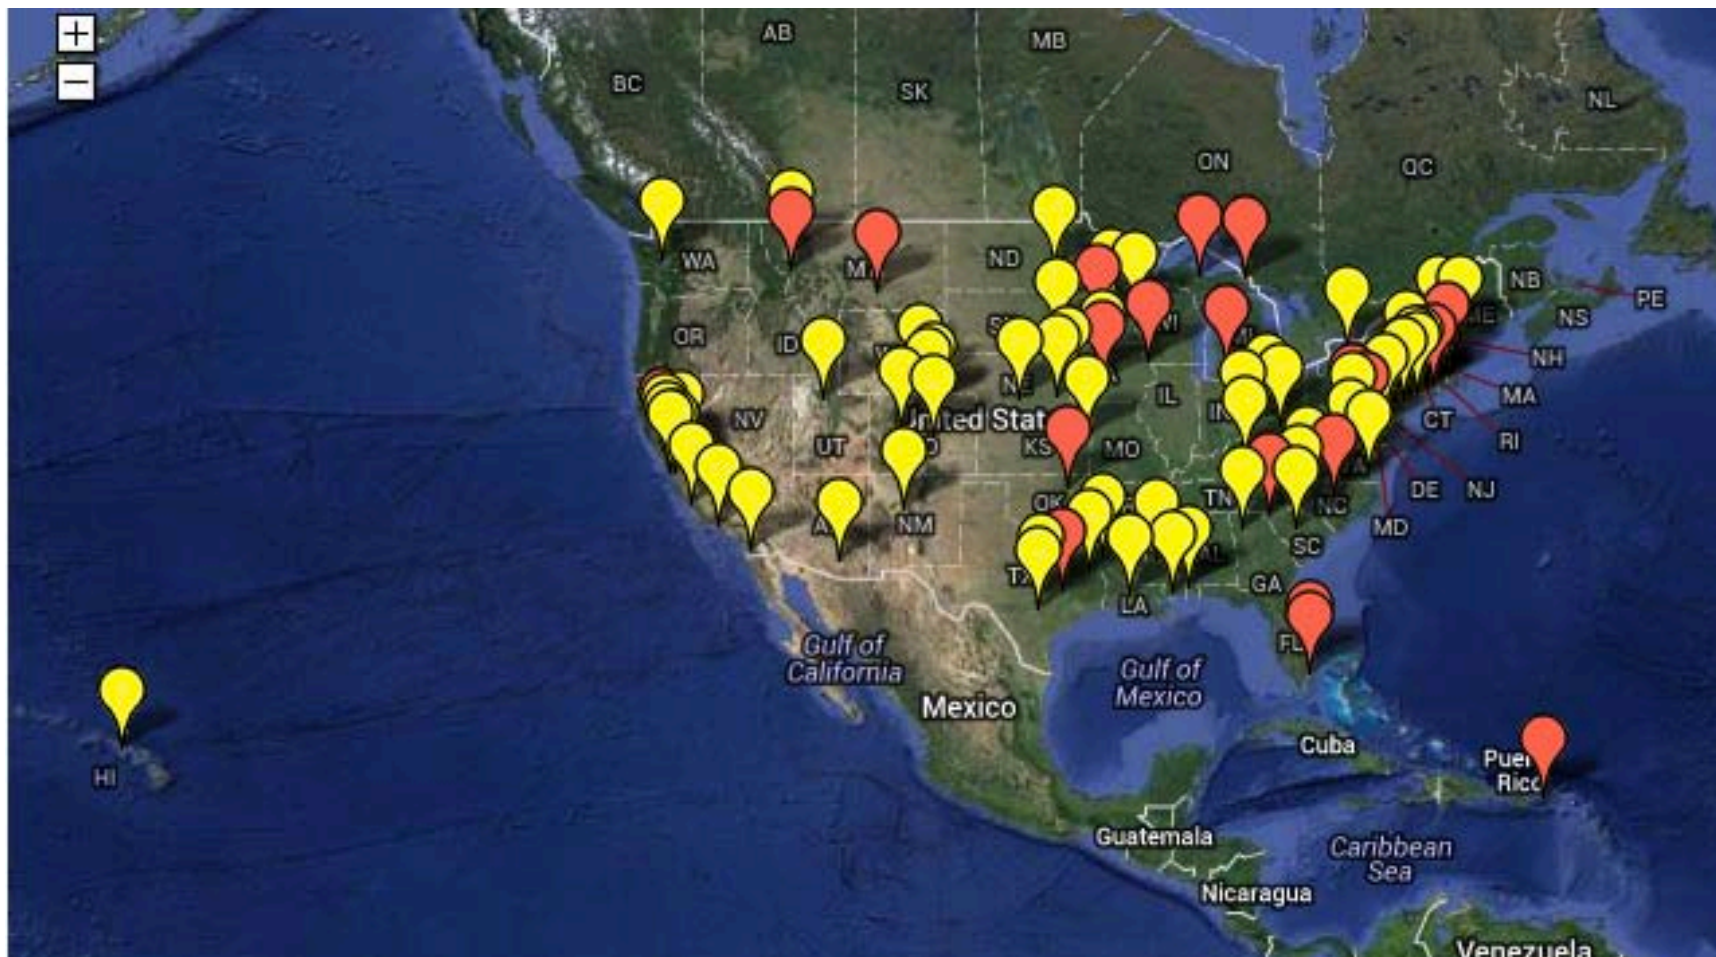 +
−
AB
MB
BC
SK
NL
ON
QC
WA
ND
NB
PE
NS
OR
ID
NH
NE
MA
IL
NV
CT
UT
KS
MO
RI
OK
TN
DE
NJ
NM
NC
MD
SC
GA
LA
FL
Gulf of
California
Gulf of
Mexico
Mexico
Cuba
HI
Guatemala
Caribbean
Sea
Nicaragua
Venezuela